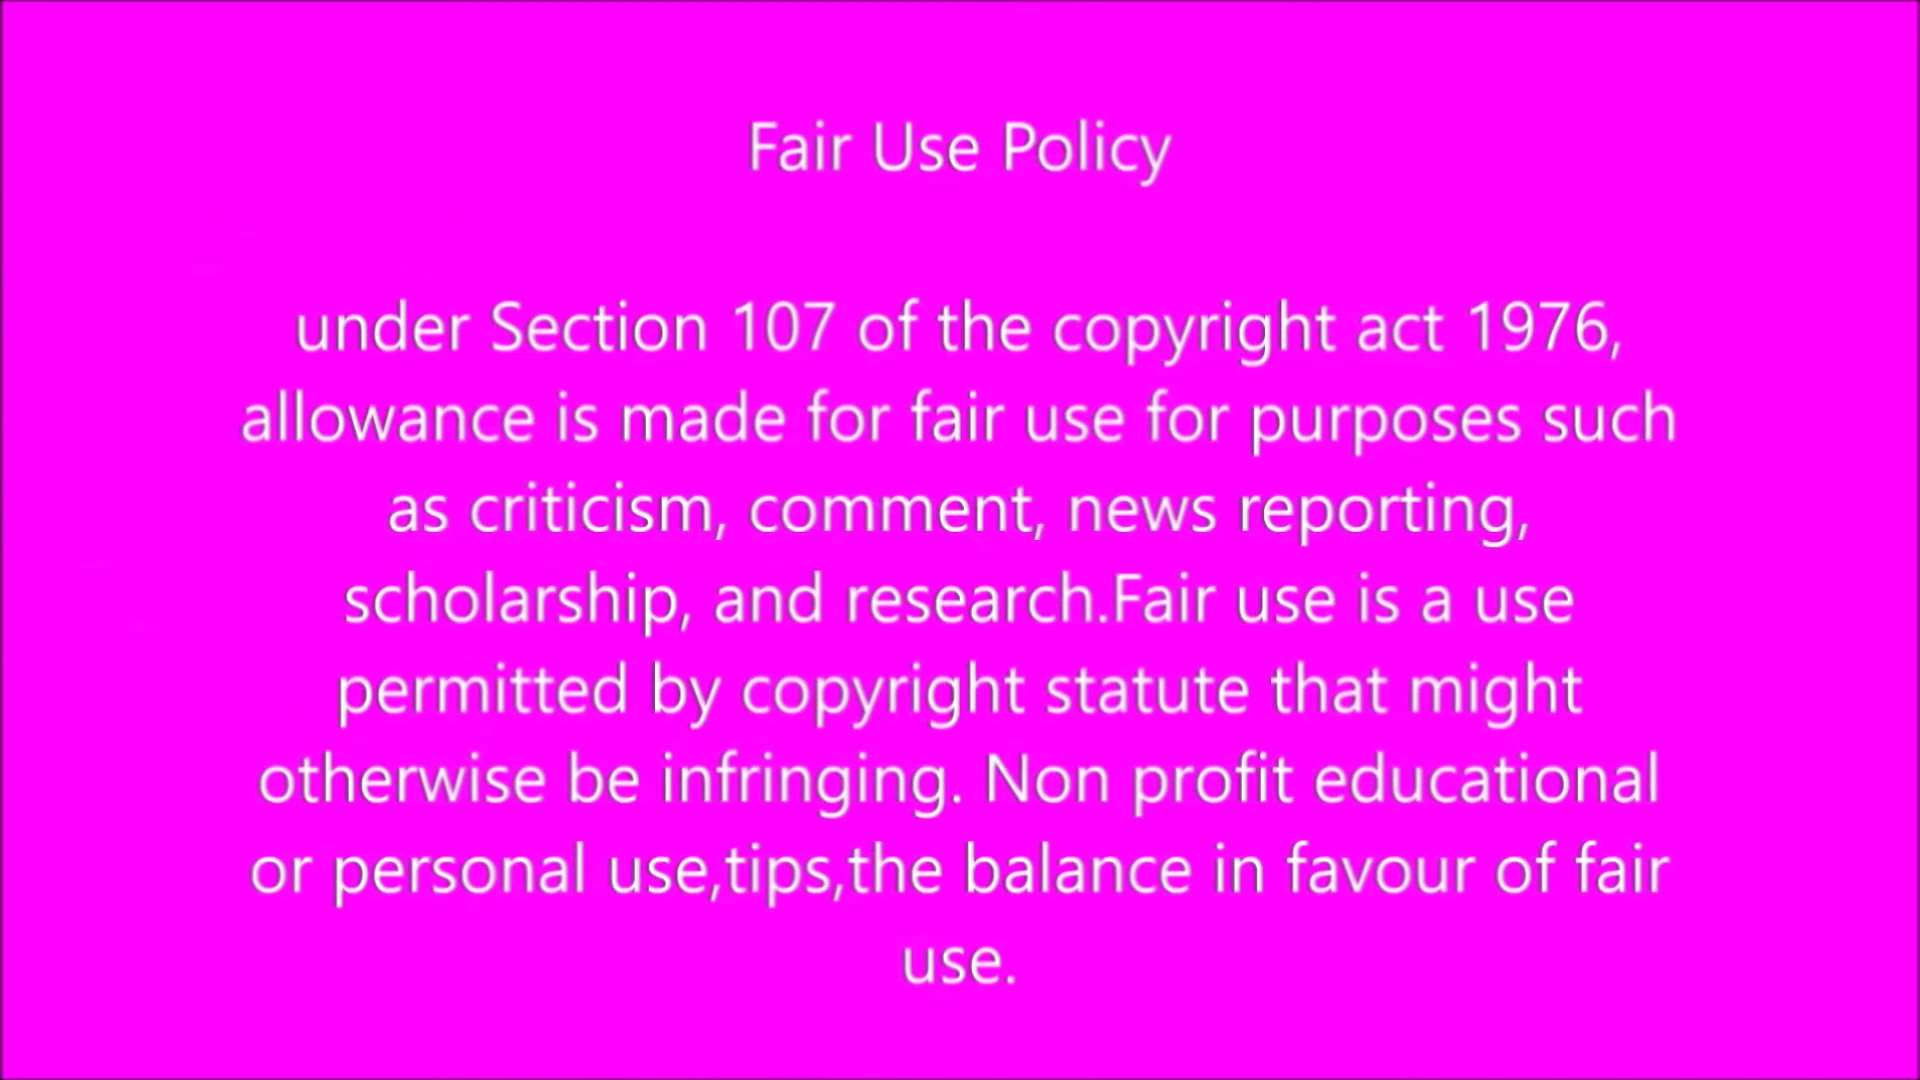 Fair Use Policy
under Section 107 of the copyright act 1976,
allowance is made for fair use for purposes such
as criticism, comment, news reporting,
scholarship, and research.Fair use is a use
permitted by copyright statute that might
otherwise be infringing. Non profit educational
or personal use,tips,the balance in favour of fair
use.